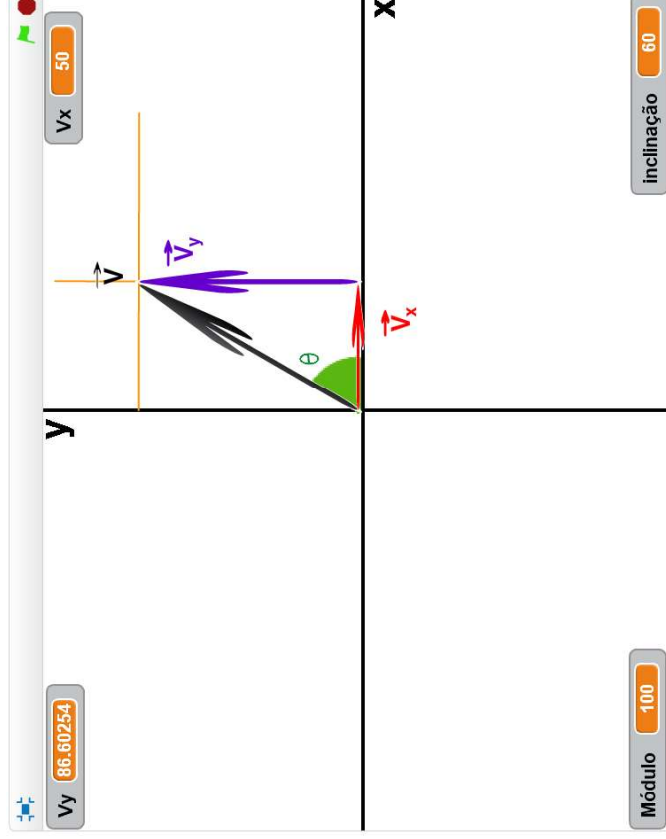 Vy 86.60254
Vx 50
y
V
Vy
θ
Vx
x
Módulo 100
inclinação 60